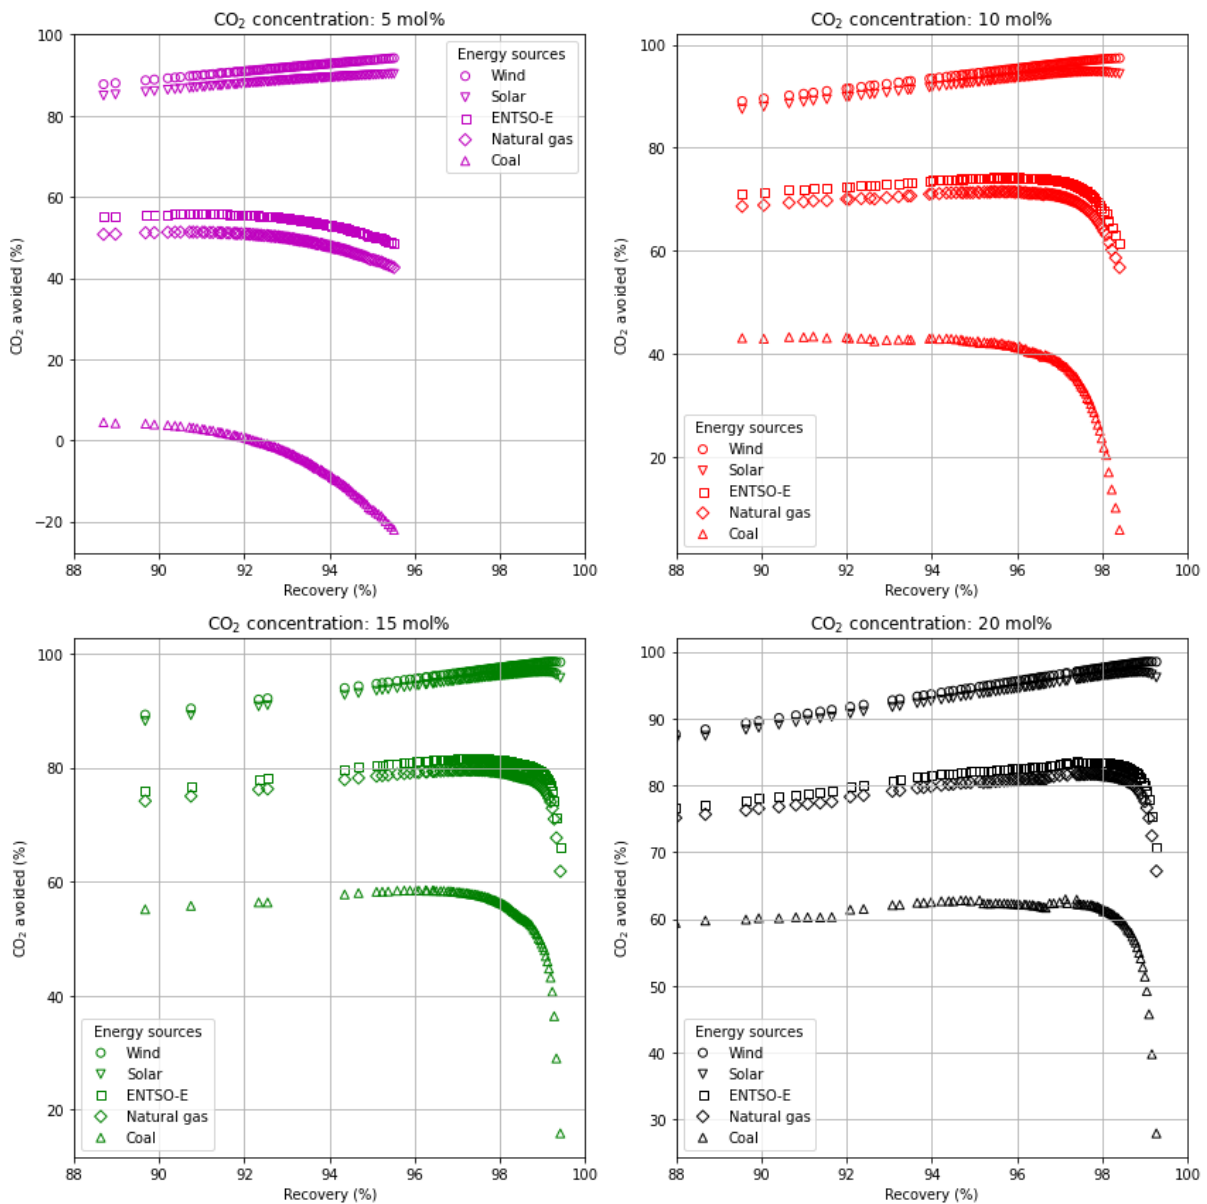 CO₂ concentration: 5 mol%
100
80
60
40
20
0
−20
CO₂ avoided (%)
Energy sources
Wind
Solar
ENTSO-E
Natural gas
Coal
88 90 92 94 96 98 100
Recovery (%)
CO₂ concentration: 10 mol%
100
80
60
40
20
CO₂ avoided (%)
Energy sources
Wind
Solar
ENTSO-E
Natural gas
Coal
88 90 92 94 96 98 100
Recovery (%)
CO₂ concentration: 15 mol%
100
80
60
40
20
CO₂ avoided (%)
Energy sources
Wind
Solar
ENTSO-E
Natural gas
Coal
88 90 92 94 96 98 100
Recovery (%)
CO₂ concentration: 20 mol%
100
90
80
70
60
50
40
30
CO₂ avoided (%)
Energy sources
Wind
Solar
ENTSO-E
Natural gas
Coal
88 90 92 94 96 98 100
Recovery (%)